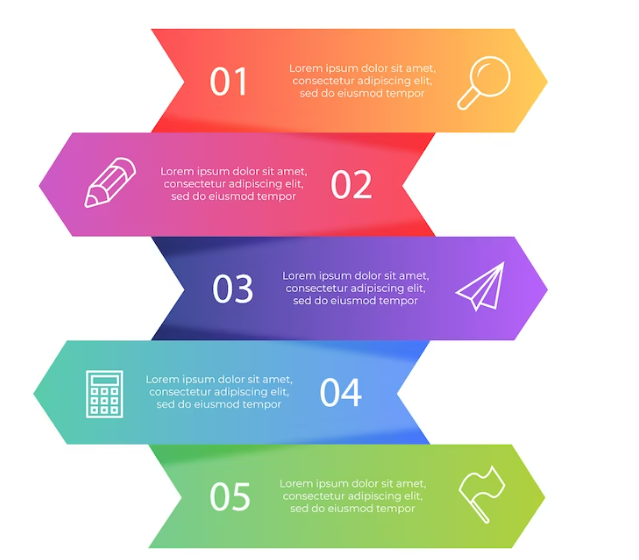 01
Lorem ipsum dolor sit amet,
consectetur adipiscing elit,
sed do eiusmod tempor
Lorem ipsum dolor sit amet,
consectetur adipiscing elit,
sed do eiusmod tempor
02
03
Lorem ipsum dolor sit amet,
consectetur adipiscing elit,
sed do eiusmod tempor
Lorem ipsum dolor sit amet,
consectetur adipiscing elit,
sed do eiusmod tempor
04
05
Lorem ipsum dolor sit amet,
consectetur adipiscing elit,
sed do eiusmod tempor